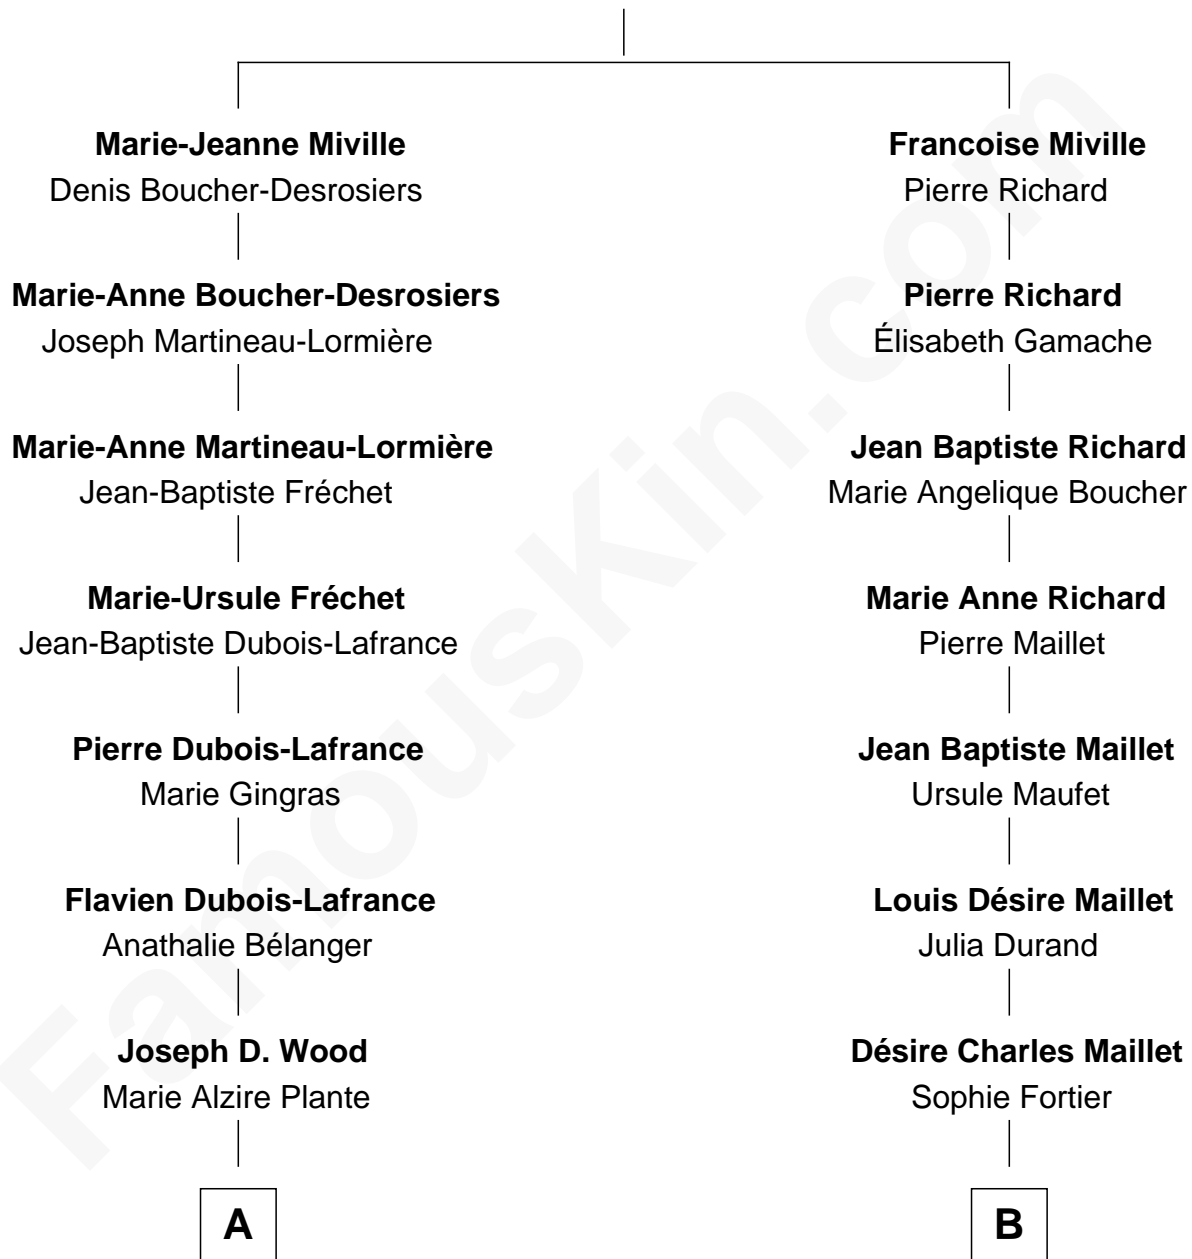 Marie-Jeanne Miville
Denis Boucher-Desrosiers
Francoise Miville
Pierre Richard
Marie-Anne Boucher-Desrosiers
Joseph Martineau-Lormière
Pierre Richard
Élisabeth Gamache
Marie-Anne Martineau-Lormière
Jean-Baptiste Fréchet
Jean Baptiste Richard
Marie Angelique Boucher
Marie-Ursule Fréchet
Jean-Baptiste Dubois-Lafrance
Marie Anne Richard
Pierre Maillet
Pierre Dubois-Lafrance
Marie Gingras
Jean Baptiste Maillet
Ursule Maufet
Flavien Dubois-Lafrance
Anathalie Bélanger
Louis Désire Maillet
Julia Durand
Joseph D. Wood
Marie Alzire Plante
Désire Charles Maillet
Sophie Fortier
A
B
FamousKin.com